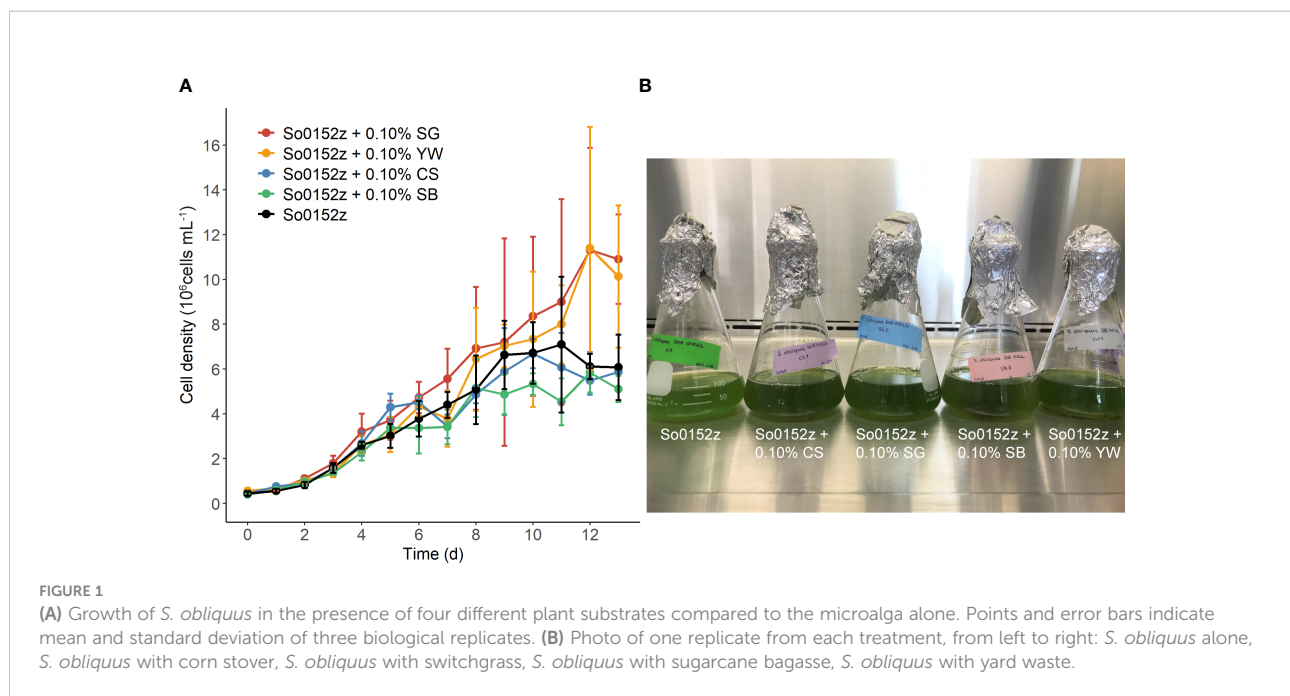 A
B
So0152z + 0.10% SG
So0152z + 0.10% YW
So0152z + 0.10% CS
So0152z + 0.10% SB
So0152z
Cell density (10⁶cells mL⁻¹)
16
14
12
10
8
6
4
2
0
0 2 4 6 8 10 12
Time (d)
100
50
So0152z
So0152z +
0.10% CS
So0152z +
0.10% SG
So0152z +
0.10% SB
So0152z +
0.10% YW
FIGURE 1
(A) Growth of S. obliquus in the presence of four different plant substrates compared to the microalga alone. Points and error bars indicate
mean and standard deviation of three biological replicates. (B) Photo of one replicate from each treatment, from left to right: S. obliquus alone,
S. obliquus with corn stover, S. obliquus with switchgrass, S. obliquus with sugarcane bagasse, S. obliquus with yard waste.